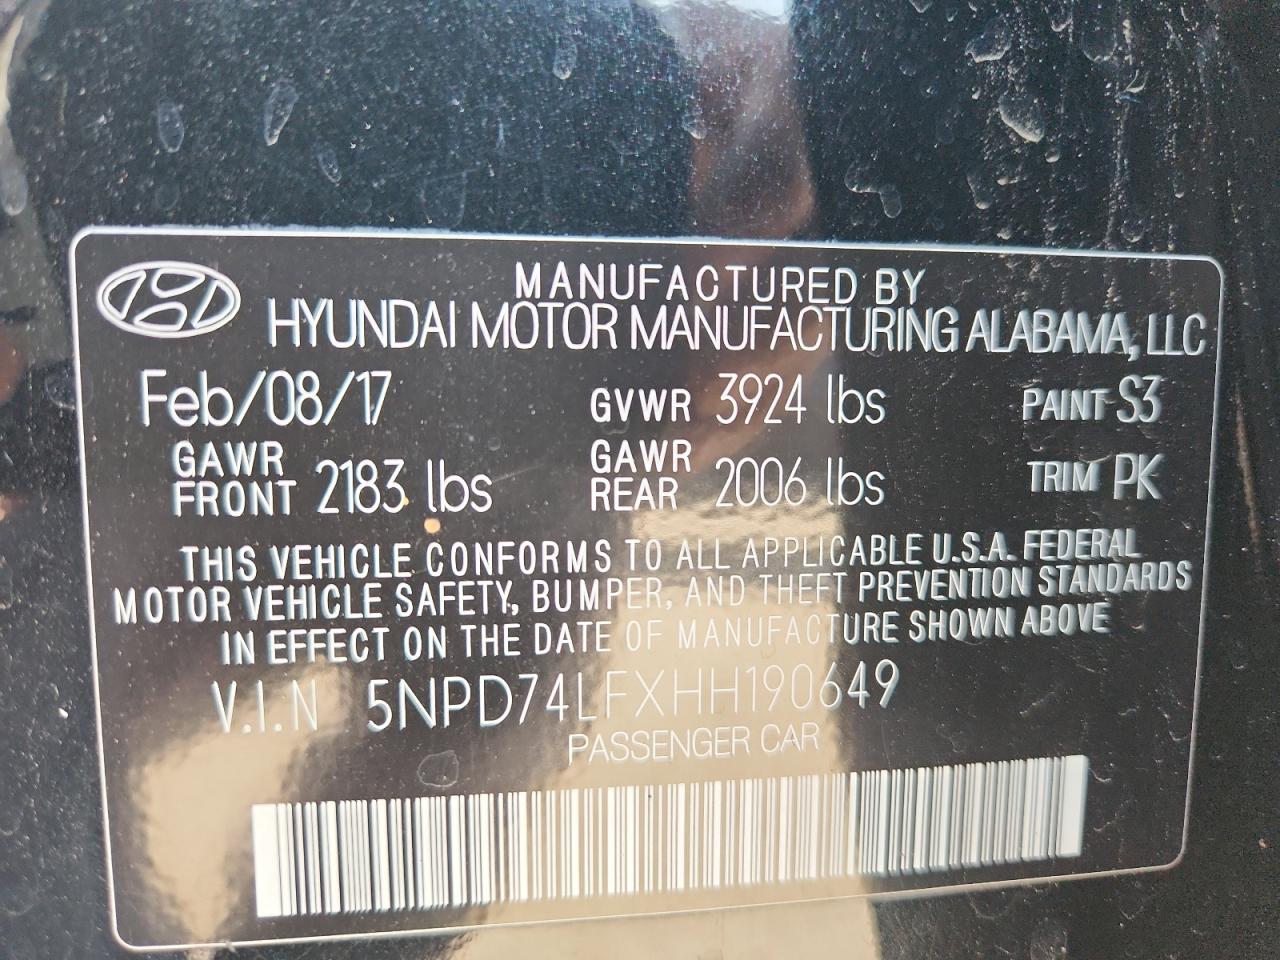 MANUFACTURED BY
HYUNDAI MOTOR MANUFACTURING ALABAMA, LLC
Feb/08/17 GVWR 3924 lbs PAINT S3
GAWR FRONT 2183 lbs GAWR REAR 2006 lbs TRIM PK
THIS VEHICLE CONFORMS TO ALL APPLICABLE U.S.A. FEDERAL
MOTOR VEHICLE SAFETY, BUMPER, AND THEFT PREVENTION STANDARDS
IN EFFECT ON THE DATE OF MANUFACTURE SHOWN ABOVE
V.I.N 5NPD74LFXHH190649
PASSENGER CAR